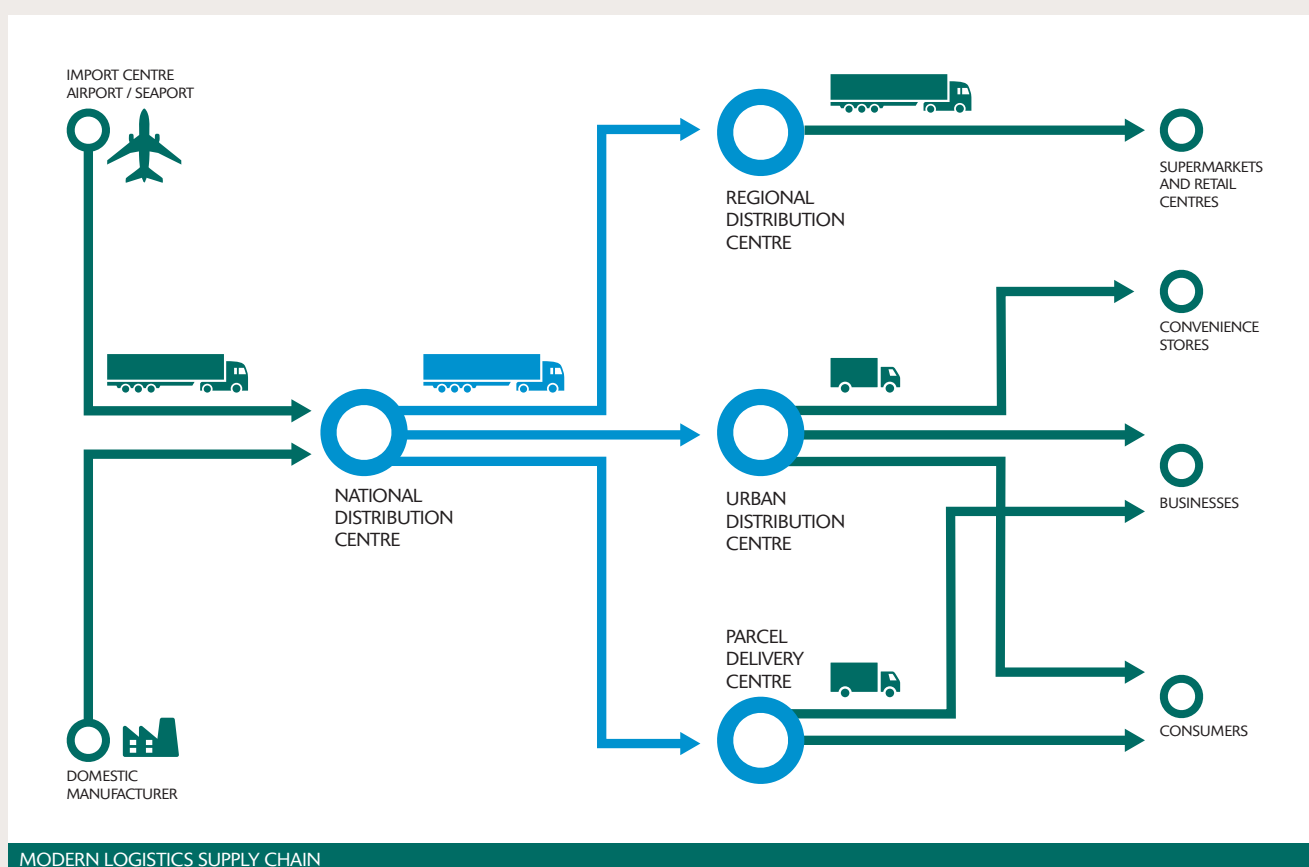 IMPORT CENTRE
AIRPORT / SEAPORT
SUPERMARKETS
AND RETAIL
CENTRES
REGIONAL
DISTRIBUTION
CENTRE
CONVENIENCE
STORES
NATIONAL
DISTRIBUTION
CENTRE
URBAN
DISTRIBUTION
CENTRE
BUSINESSES
PARCEL
DELIVERY
CENTRE
CONSUMERS
DOMESTIC
MANUFACTURER
MODERN LOGISTICS SUPPLY CHAIN